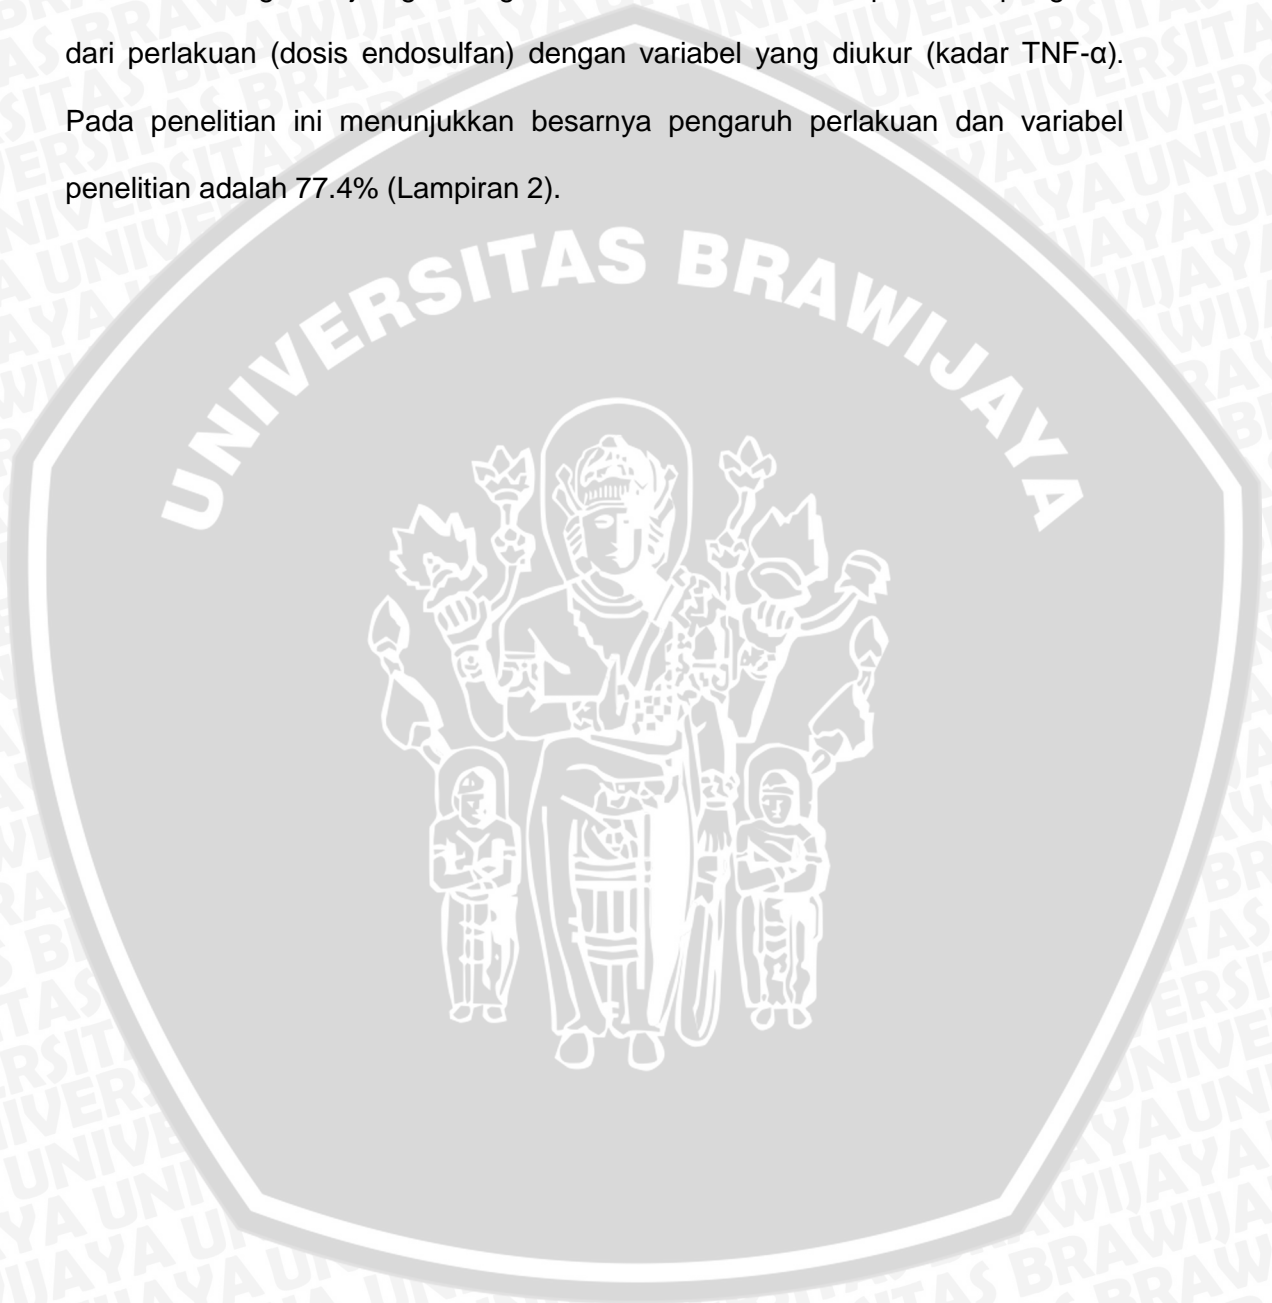 dari perlakuan (dosis endosulfan) dengan variabel yang diukur (kadar TNF-α).
Pada penelitian ini menunjukkan besarnya pengaruh perlakuan dan variabel
penelitian adalah 77.4% (Lampiran 2).
UNIVERSITAS BRAWIJAYA